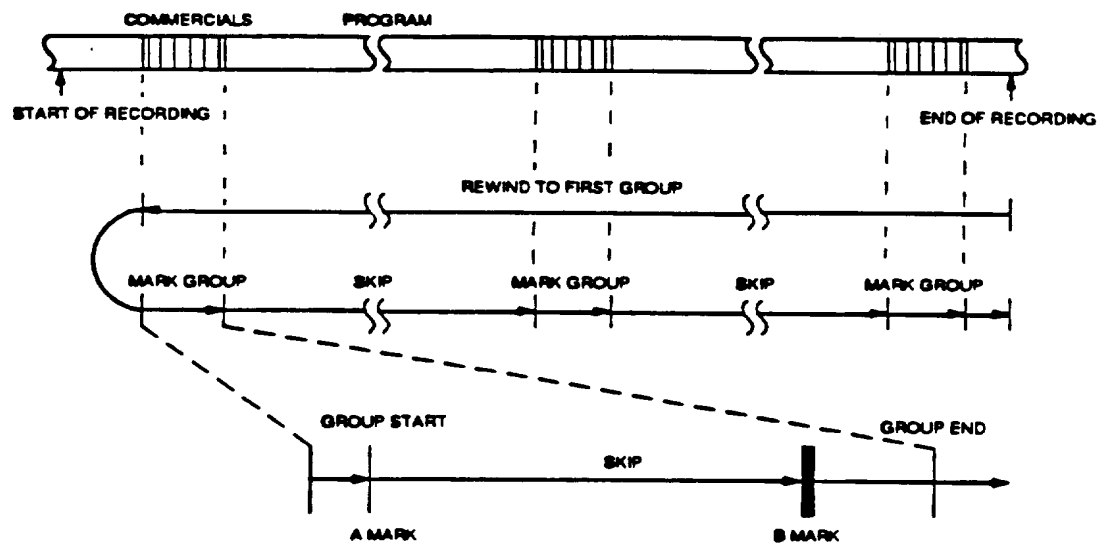 COMMERCIALS PROGRAM
START OF RECORDING
END OF RECORDING
REWIND TO FIRST GROUP
MARK GROUP SKIP MARK GROUP SKIP MARK GROUP
GROUP START
GROUP END
SKIP
A MARK B MARK